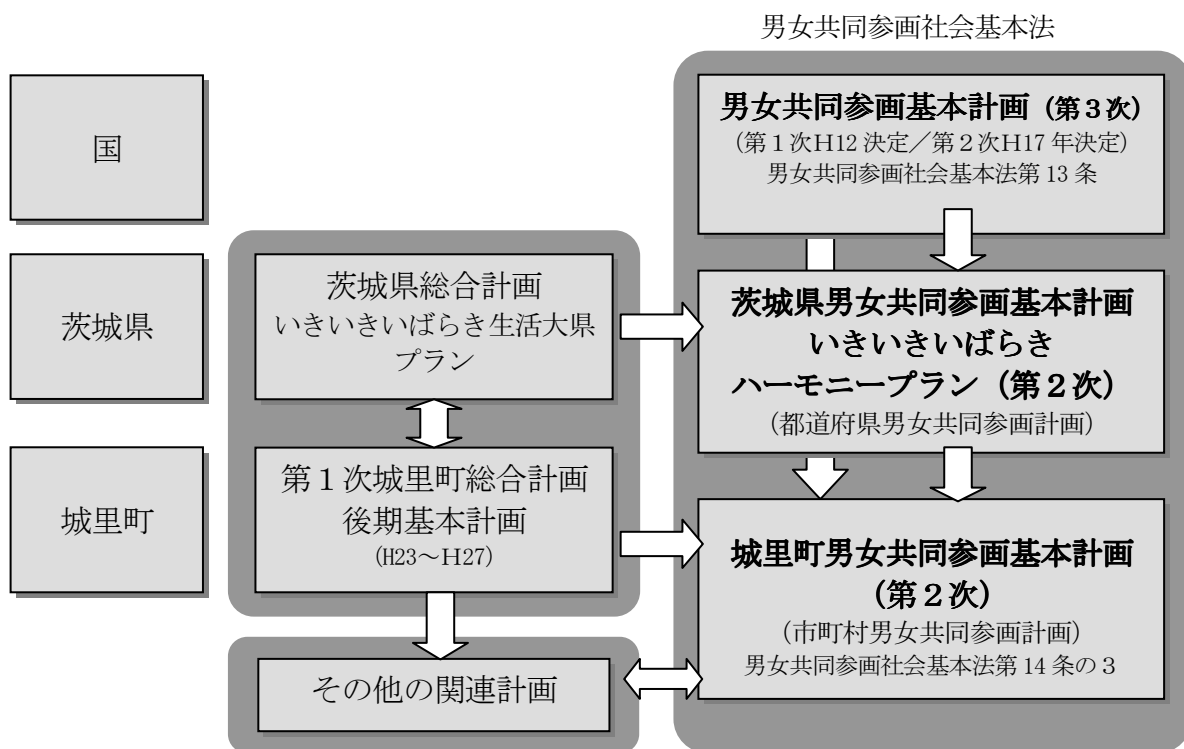 男女共同参画社会基本法
国
男女共同参画基本計画（第３次）
（第１次H12 決定／第２次H17 年決定）
男女共同参画社会基本法第 13 条
茨城県
茨城県総合計画
いきいきいばらき生活大県
プラン
茨城県男女共同参画基本計画
いきいきいばらき
ハーモニープラン（第２次）
（都道府県男女共同参画計画）
城里町
第１次城里町総合計画
後期基本計画
（H23～H27）
城里町男女共同参画基本計画
（第２次）
（市町村男女共同参画計画）
男女共同参画社会基本法第 14 条の３
その他の関連計画